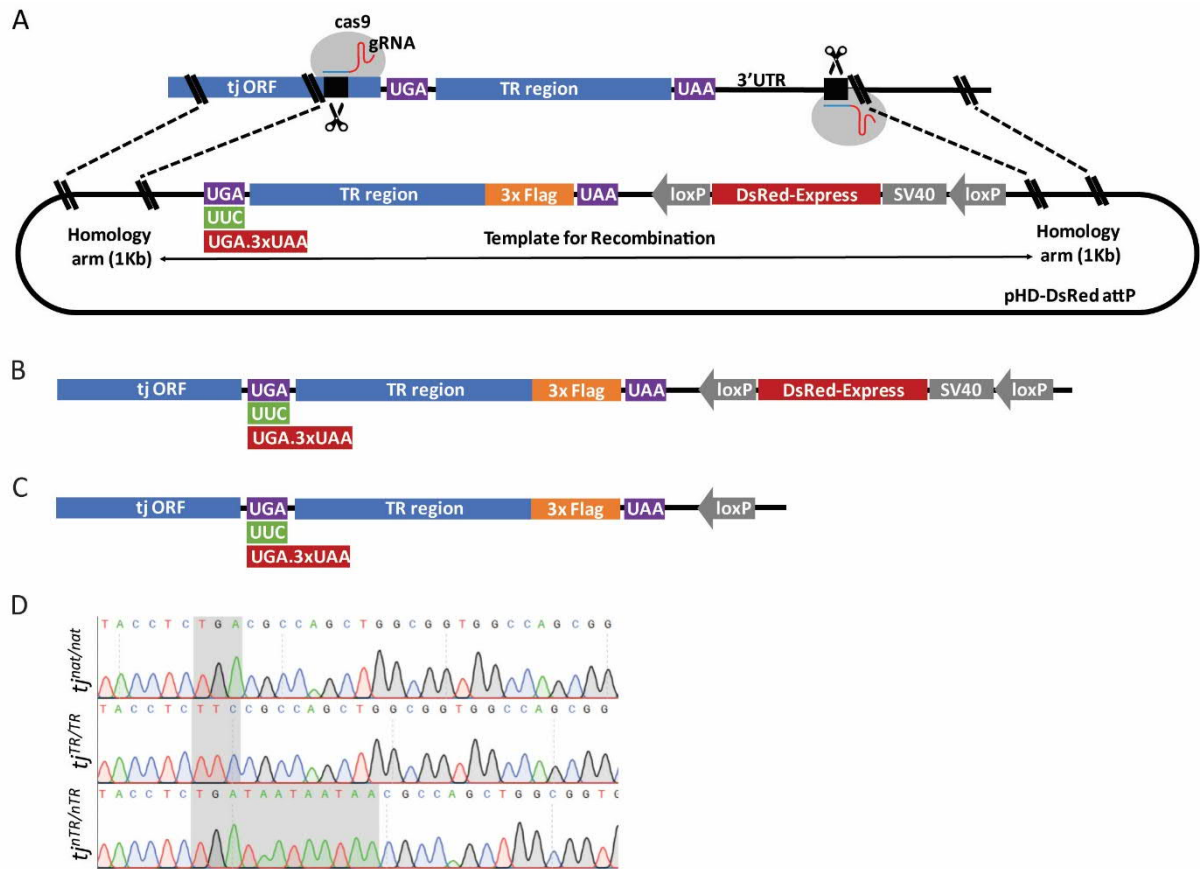 A
cas9
gRNA
tj ORF UGA TR region UAA 3'UTR
UGA TR region 3x Flag UAA loxP DsRed-Express SV40 loxP
UUC
UGA.3xUAA
Homology
arm (1Kb)
Template for Recombination
Homology
arm (1Kb)
pHD-DsRed attP
B
tj ORF UGA TR region 3x Flag UAA loxP DsRed-Express SV40 loxP
UUC
UGA.3xUAA
C
tj ORF UGA TR region 3x Flag UAA loxP
UUC
UGA.3xUAA
D
tj nat/nat
T A C C T C T G A C G C C A G C T G G C G G T G G C C A G C G G
tj TR/TR
T A C C T C T T C C G C C A G C T G G C G G T G G C C A G C G G
tj nTR/nTR
T A C C T C T G A T A A T A A T A A C G C C A G C T G G C G G T G